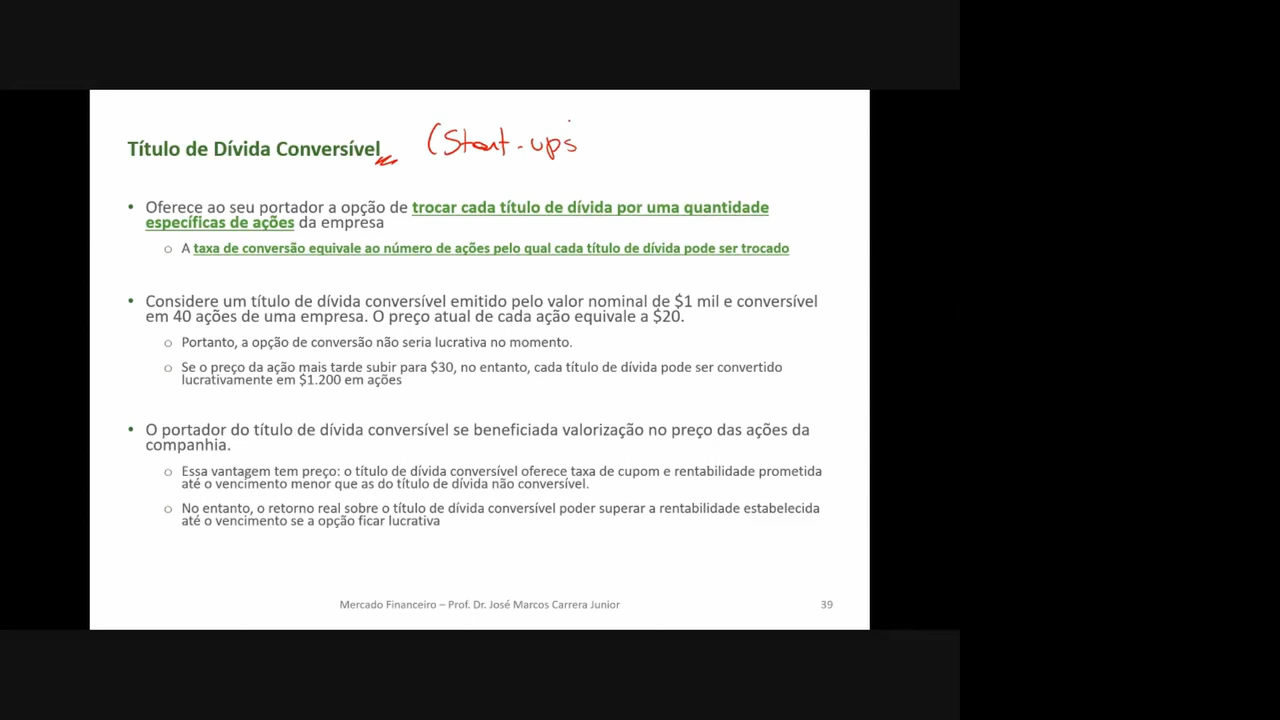 Título de Dívida Conversível (Start-ups
• Oferece ao seu portador a opção de trocar cada título de dívida por uma quantidade
específicas de ações da empresa
o A taxa de conversão equivale ao número de ações pelo qual cada título de dívida pode ser trocado
• Considere um título de dívida conversível emitido pelo valor nominal de $1 mil e conversível
em 40 ações de uma empresa. O preço atual de cada ação equivale a $20.
o Portanto, a opção de conversão não seria lucrativa no momento.
o Se o preço da ação mais tarde subir para $30, no entanto, cada título de dívida pode ser convertido
lucrativamente em $1.200 em ações
• O portador do título de dívida conversível se beneficiada valorização no preço das ações da
companhia.
o Essa vantagem tem preço: o título de dívida conversível oferece taxa de cupom e rentabilidade prometida
até o vencimento menor que as do título de dívida não conversível.
o No entanto, o retorno real sobre o título de dívida conversível poder superar a rentabilidade estabelecida
até o vencimento se a opção ficar lucrativa
Mercado Financeiro – Prof. Dr. José Marcos Carrera Junior 39